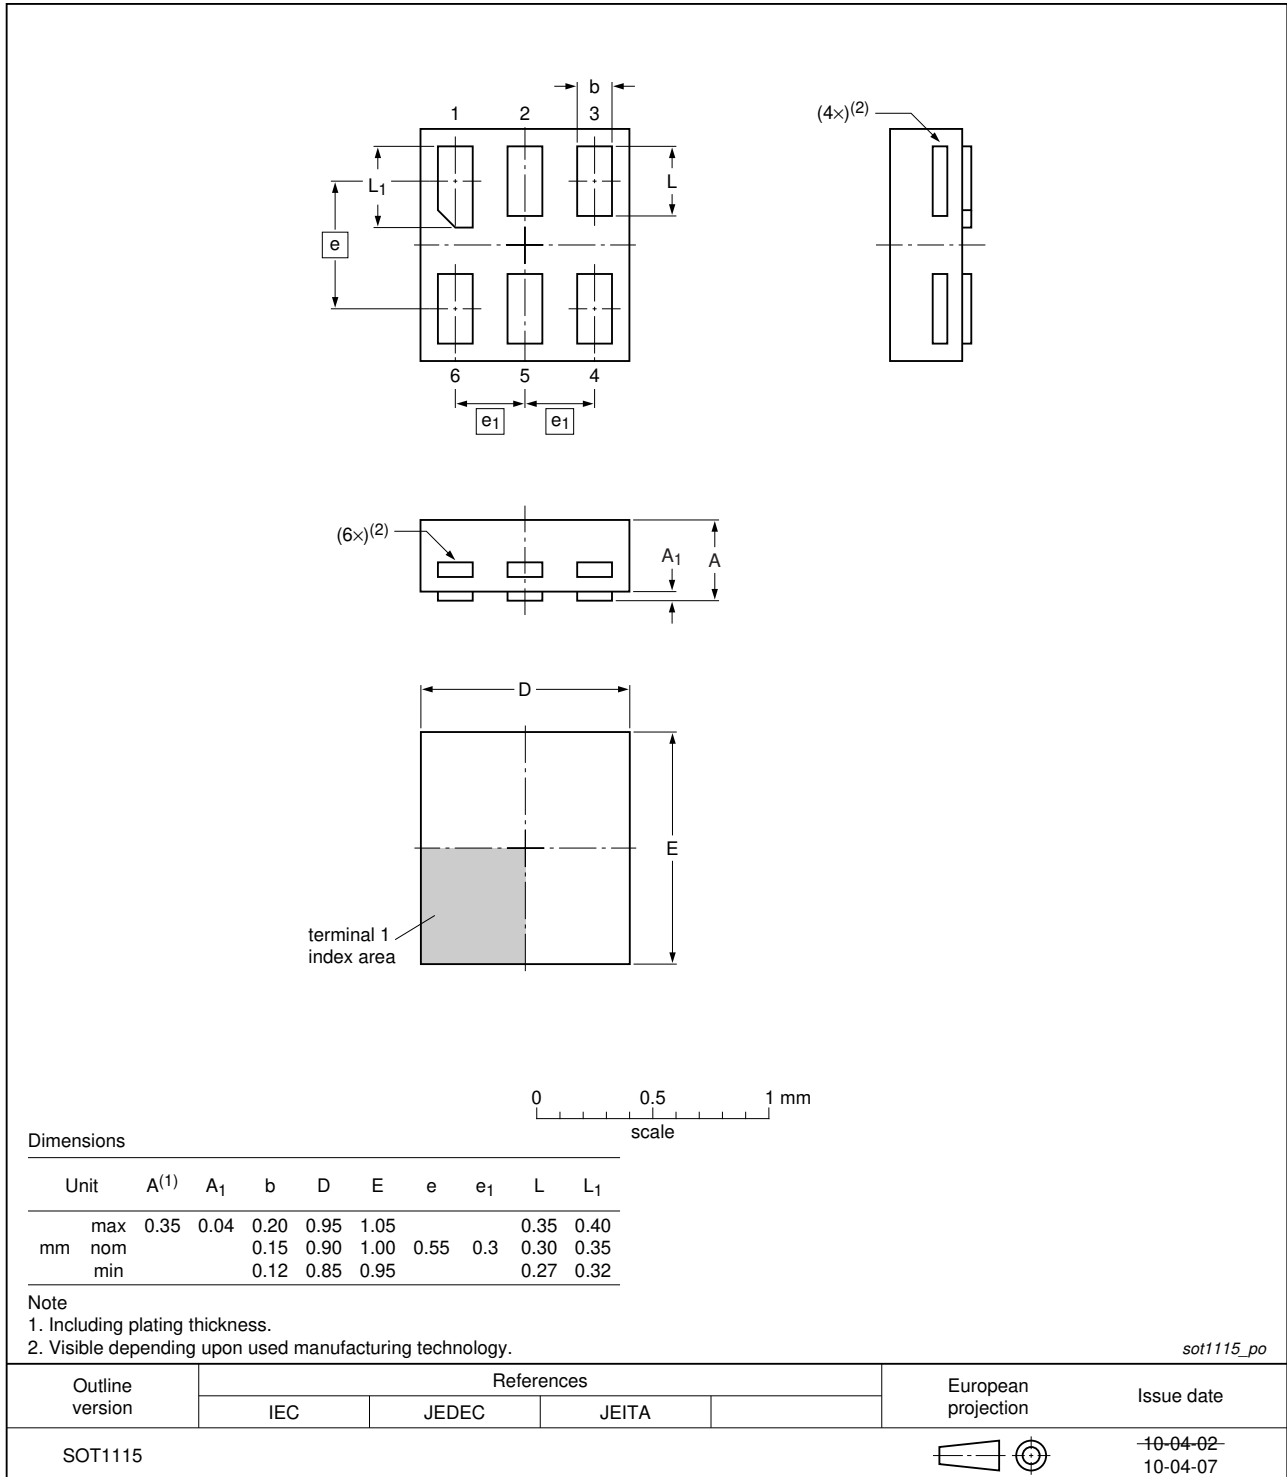 b
1 2 3
(4×)(2)
L1
L
e
6 5 4
e1 e1
(6×)(2)
A1 A
D
E
terminal 1
index area
0 0.5 1 mm
scale
Dimensions
Unit A(1) A1 b D E e e1 L L1
max 0.35 0.04 0.20 0.95 1.05 0.35 0.40
mm nom 0.15 0.90 1.00 0.55 0.3 0.30 0.35
min 0.12 0.85 0.95 0.27 0.32
Note
1. Including plating thickness.
2. Visible depending upon used manufacturing technology.
sot1115_po
Outline
version
References
IEC JEDEC JEITA
European
projection
Issue date
SOT1115
10-04-02
10-04-07